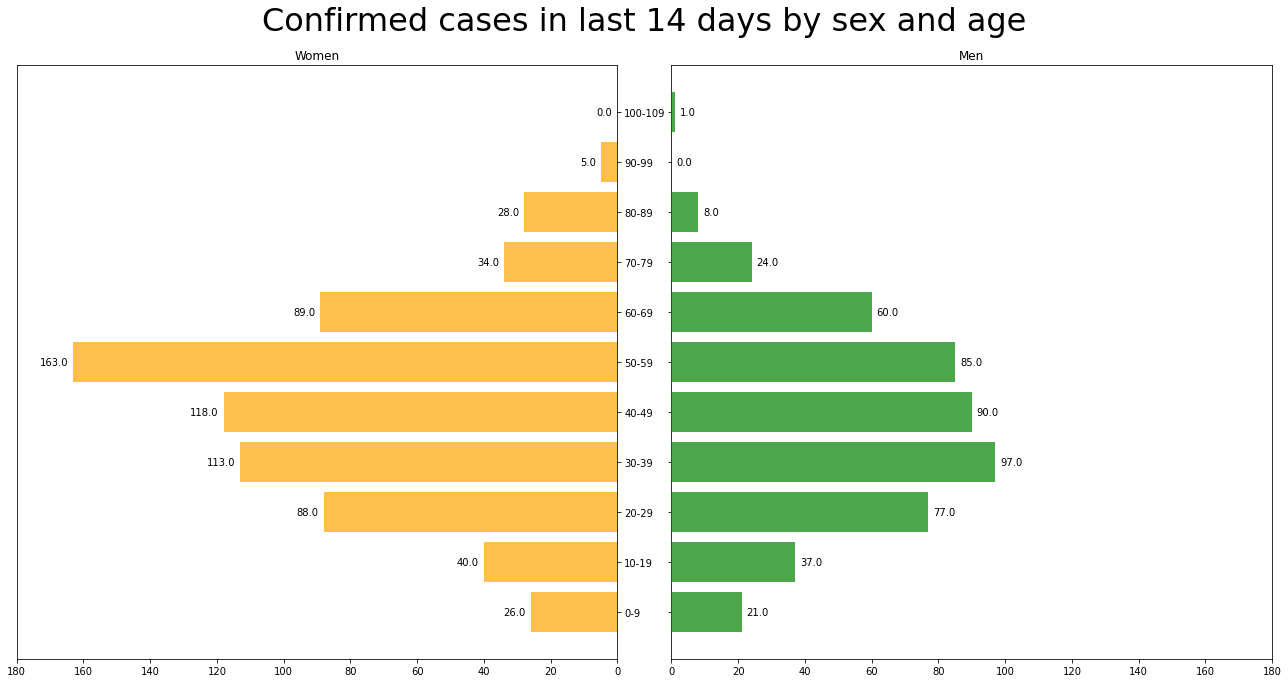 Confirmed cases in last 14 days by sex and age
Women
Men
0.0 100-109 1.0
5.0 90-99 0.0
28.0 80-89 8.0
34.0 70-79 24.0
89.0 60-69 60.0
163.0 50-59 85.0
118.0 40-49 90.0
113.0 30-39 97.0
88.0 20-29 77.0
40.0 10-19 37.0
26.0 0-9 21.0
180 160 140 120 100 80 60 40 20 0
0 20 40 60 80 100 120 140 160 180